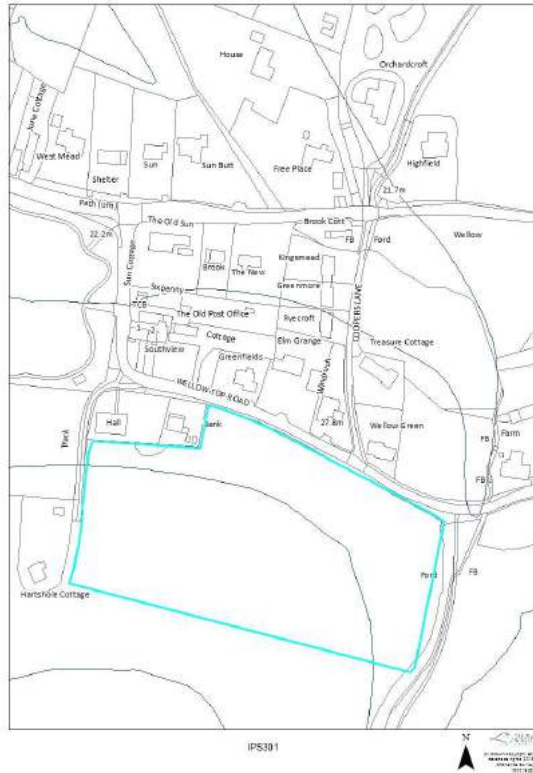 House
Orchardcroft
June Cottage
West Mead
Shelter
Sun
Sun Butt
Free Place
Highfield
21.7m
Path (um)
The Old Sun
Brook Cott
FB
Ford
Wellow
22.2m
Sun Cottage
Brook
The New
Kingsmead
Sixpenny
Greenmore
TCB
The Old Post Office
Ryecroft
COOPERS LANE
1
2
Cottage
Elm Grange
Treasure Cottage
Southview
Greenfields
WELLOW TOP ROAD
27.8m
Wellow Green
Hall
Bank
Track
FB
Farm
FB
Ford
FB
Hartshole Cottage
IPS301
N